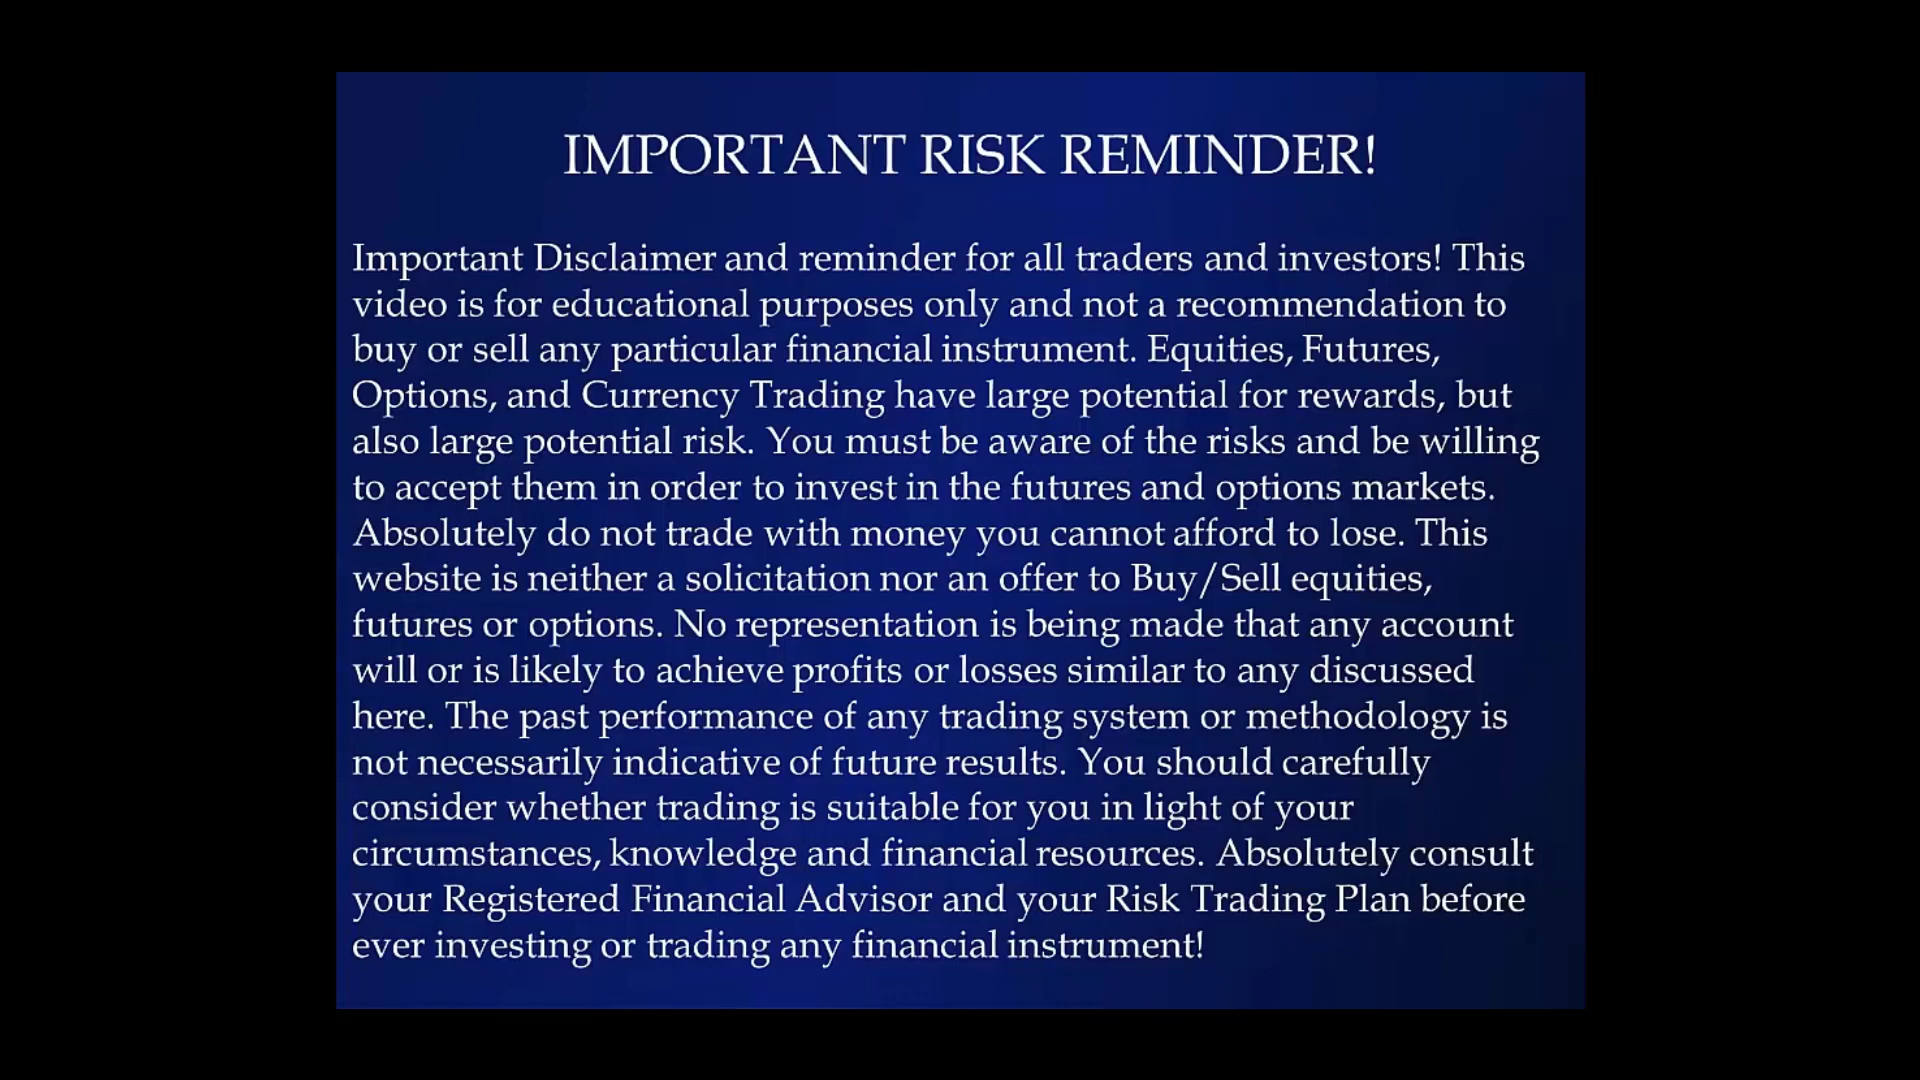 IMPORTANT RISK REMINDER!
Important Disclaimer and reminder for all traders and investors! This
video is for educational purposes only and not a recommendation to
buy or sell any particular financial instrument. Equities, Futures,
Options, and Currency Trading have large potential for rewards, but
also large potential risk. You must be aware of the risks and be willing
to accept them in order to invest in the futures and options markets.
Absolutely do not trade with money you cannot afford to lose. This
website is neither a solicitation nor an offer to Buy/Sell equities,
futures or options. No representation is being made that any account
will or is likely to achieve profits or losses similar to any discussed
here. The past performance of any trading system or methodology is
not necessarily indicative of future results. You should carefully
consider whether trading is suitable for you in light of your
circumstances, knowledge and financial resources. Absolutely consult
your Registered Financial Advisor and your Risk Trading Plan before
ever investing or trading any financial instrument!